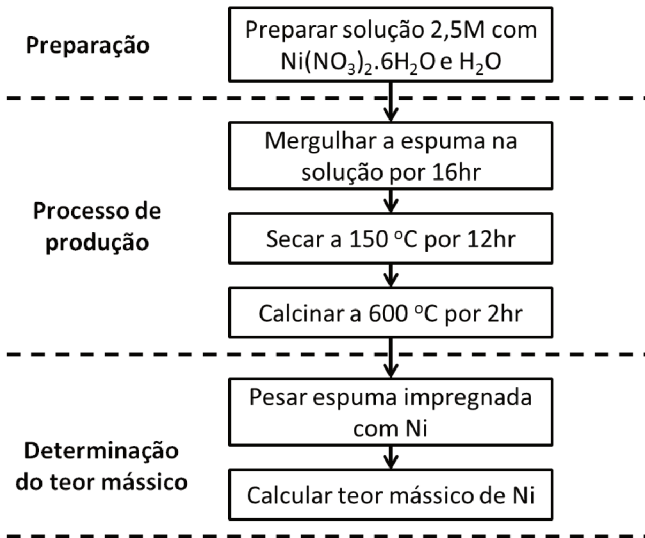 Preparação
Preparar solução 2,5M com
Ni(NO₃)₂.6H₂O e H₂O
Processo de
produção
Mergulhar a espuma na
solução por 16hr
Secar a 150 ºC por 12hr
Calcinar a 600 ºC por 2hr
Determinação
do teor mássico
Pesar espuma impregnada
com Ni
Calcular teor mássico de Ni